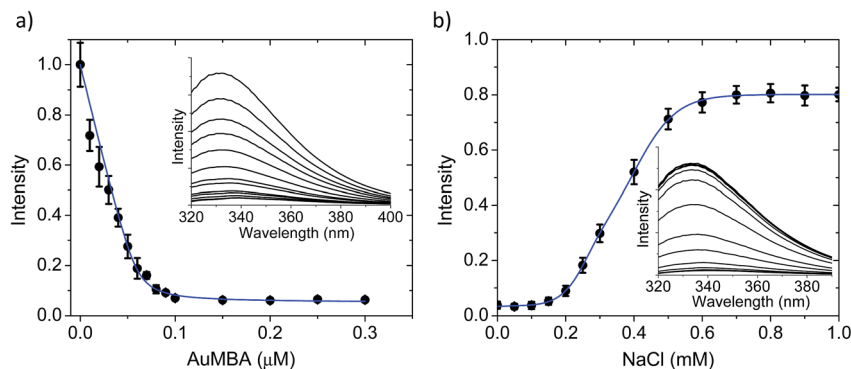 a)
b)
1.0
0.8
0.6
0.4
0.2
0.0
Intensity
0.0 0.1 0.2 0.3
AuMBA (μM)
Intensity
320 340 360 380 400
Wavelength (nm)
1.0
0.8
0.6
0.4
0.2
0.0
Intensity
0.0 0.2 0.4 0.6 0.8 1.0
NaCl (mM)
Intensity
320 340 360 380
Wavelength (nm)